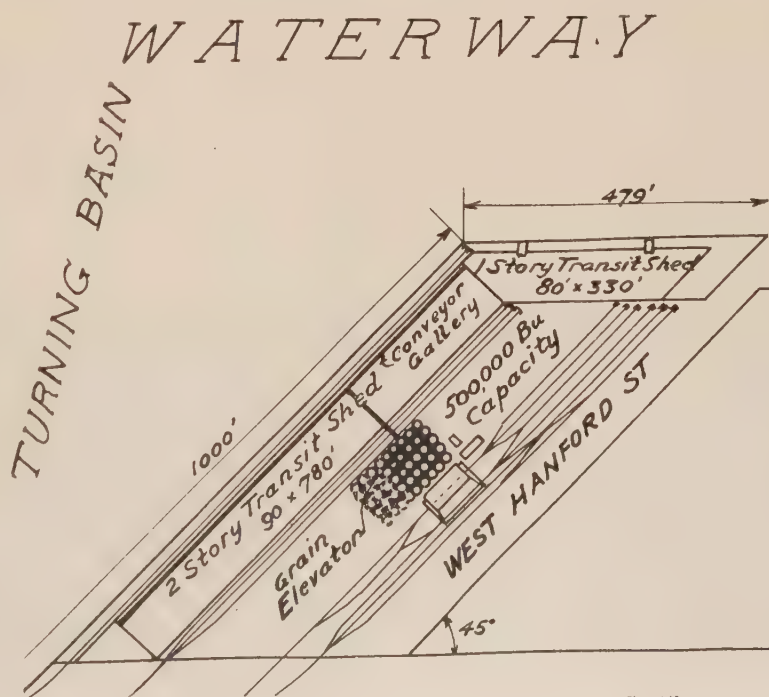 WATERWAY
TURNING BASIN
479'
1 Story Transit Shed
80' x 330'
& Conveyor
Gallery
500,000 Bu
Capacity
1000'
2 Story Transit Shed
90 x 780'
Grain
Elevator
WEST HANFORD ST
45°